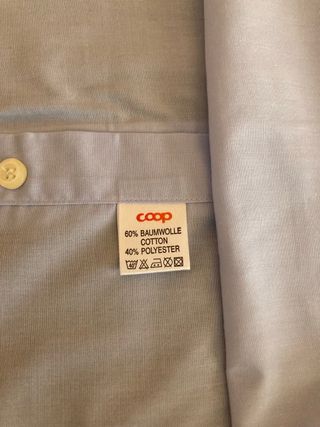 coop
60% BAUMWOLLE
COTTON
40% POLYESTER